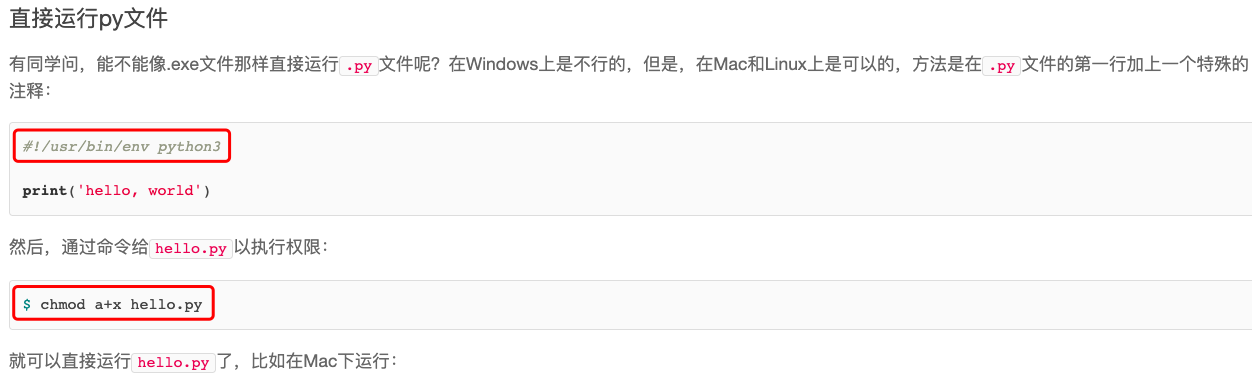 直接运行py文件
有同学问，能不能像.exe文件那样直接运行.py文件呢？在Windows上是不行的，但是，在Mac和Linux上是可以的，方法是在.py文件的第一行加上一个特殊的
注释：
#!/usr/bin/env python3
print('hello, world')
然后，通过命令给hello.py以执行权限：
$ chmod a+x hello.py
就可以直接运行hello.py了，比如在Mac下运行：